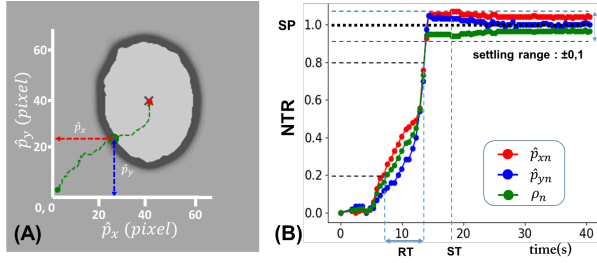 60
40
20
0, 0
20
40
60
p̂y (pixel)
p̂x (pixel)
p̂x
p̂y
(A)
SP
1.0
0.8
0.6
0.4
0.2
0.0
NTR
settling range : ±0,1
p̂xn
p̂yn
ρn
0
10
20
30
40
time(s)
RT
ST
(B)